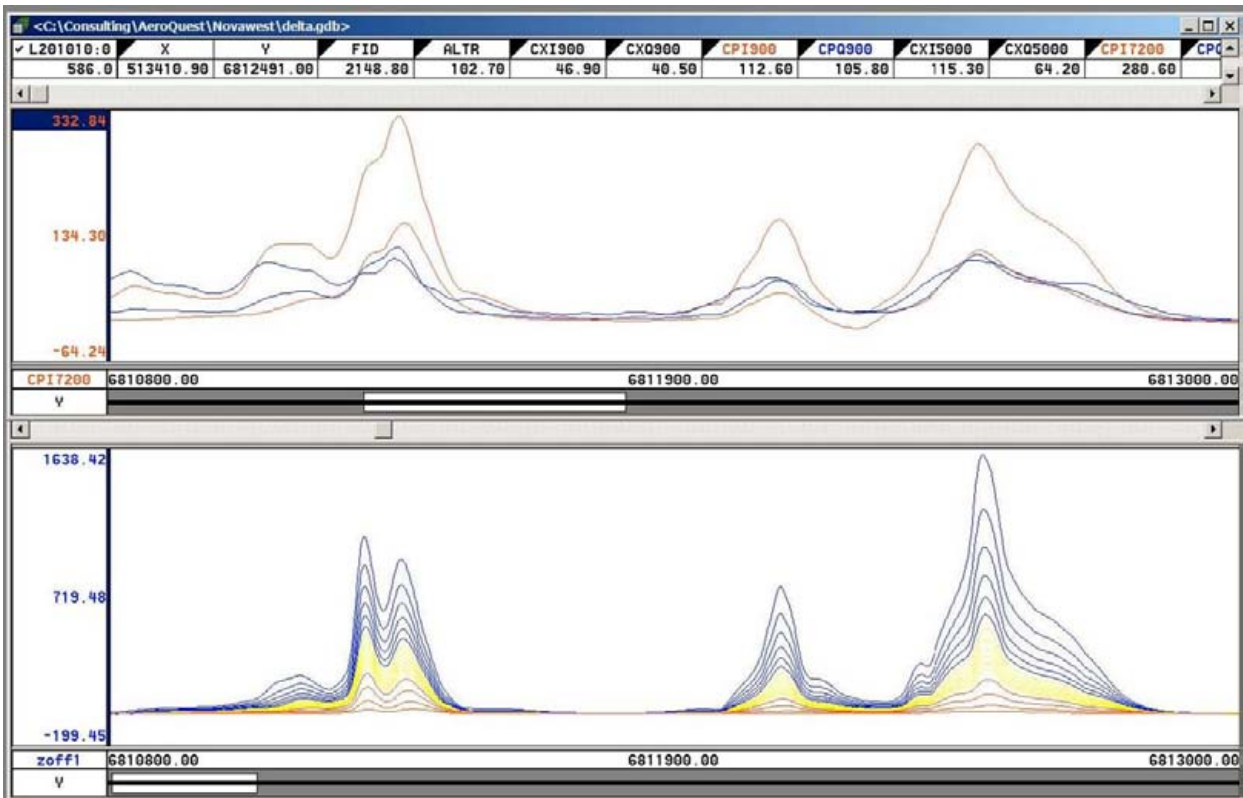 <C:\Consulting\AeroQuest\Novawest\delta.gdb>
✓ L201010:0 X Y FID ALTR CXI900 CXQ900 CPI900 CPQ900 CXI5000 CXQ5000 CPI7200 CPQ
586.0 513410.90 6812491.00 2148.80 102.70 46.90 40.50 112.60 105.80 115.30 64.20 280.60
332.84
134.30
-64.24
CPI7200 6810800.00 6811900.00 6813000.00
Y
1638.42
719.48
-199.45
zoff1 6810800.00 6811900.00 6813000.00
Y